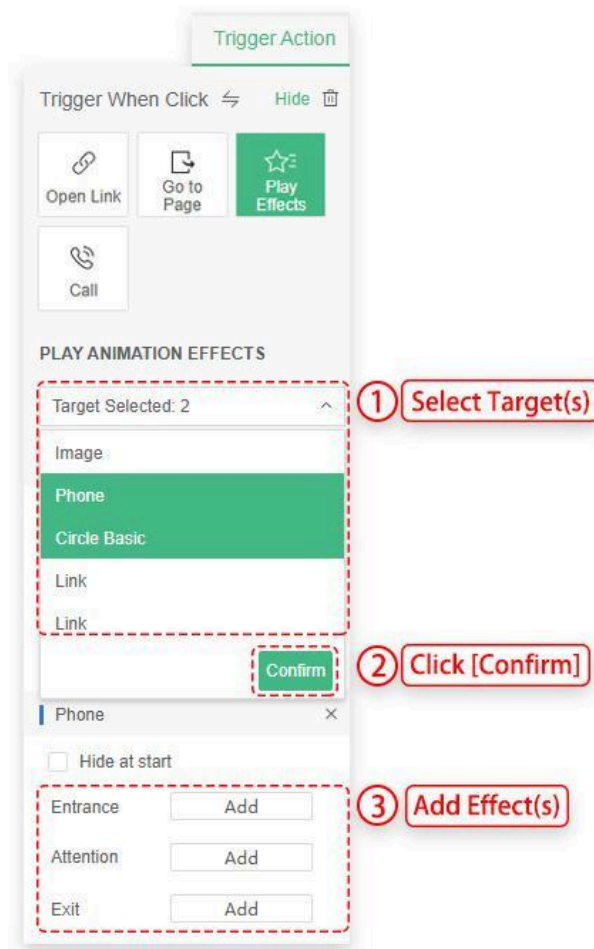 Trigger Action
Trigger When Click Hide
Open Link
Go to
Page
Play
Effects
Call
PLAY ANIMATION EFFECTS
Target Selected: 2
1 Select Target(s)
Image
Phone
Circle Basic
Link
Link
Confirm
2 Click [Confirm]
Phone
Hide at start
Entrance Add
3 Add Effect(s)
Attention Add
Exit Add